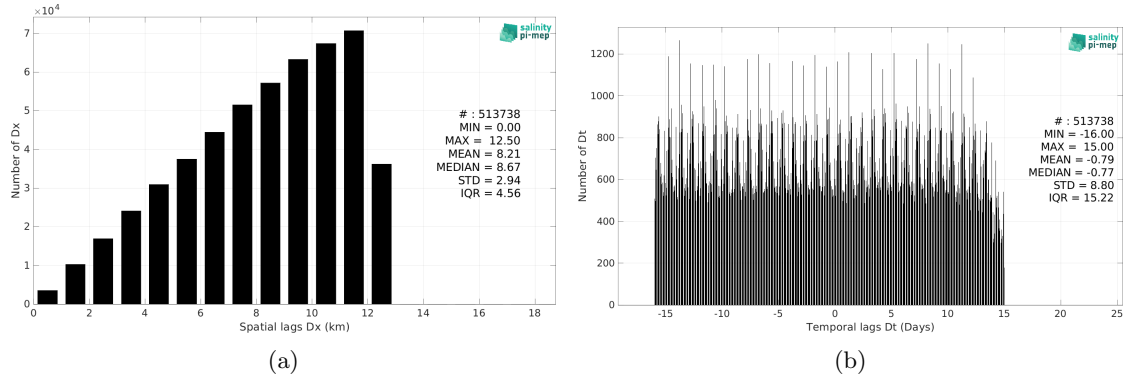 ×10⁴
7
6
5
4
3
2
1
0
Number of Dx
0 2 4 6 8 10 12 14 16 18
Spatial lags Dx (km)
salinity
pi-mep
# : 513738
MIN = 0.00
MAX = 12.50
MEAN = 8.21
MEDIAN = 8.67
STD = 2.94
IQR = 4.56
(a)
1200
1000
800
600
400
200
0
Number of Dt
-15 -10 -5 0 5 10 15 20 25
Temporal lags Dt (Days)
salinity
pi-mep
# : 513738
MIN = -16.00
MAX = 15.00
MEAN = -0.79
MEDIAN = -0.77
STD = 8.80
IQR = 15.22
(b)